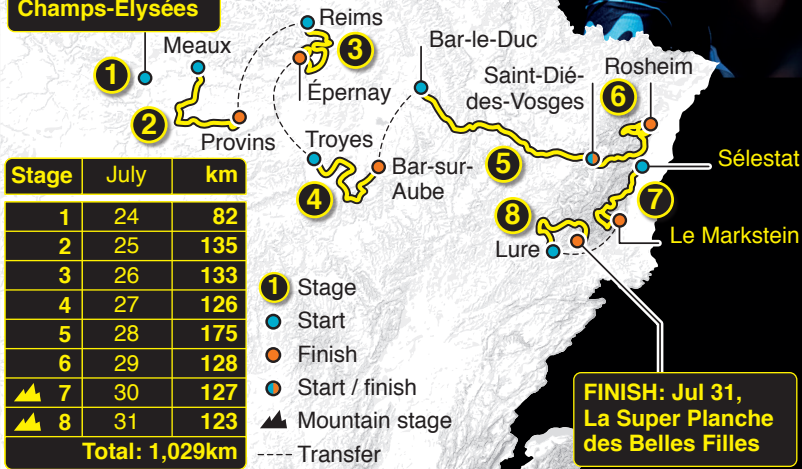 Champs-Elysées
Reims
Meaux
1
3
Bar-le-Duc
Saint-Dié-
des-Vosges
Rosheim
6
Épernay
2
Provins
Troyes
Bar-sur-
Aube
4
5
Sélestat
7
8
Le Markstein
Lure
Stage July km
1 24 82
2 25 135
3 26 133
4 27 126
5 28 175
6 29 128
7 30 127
8 31 123
Total: 1,029km
1 Stage
Start
Finish
Start / finish
Mountain stage
Transfer
FINISH: Jul 31,
La Super Planche
des Belles Filles